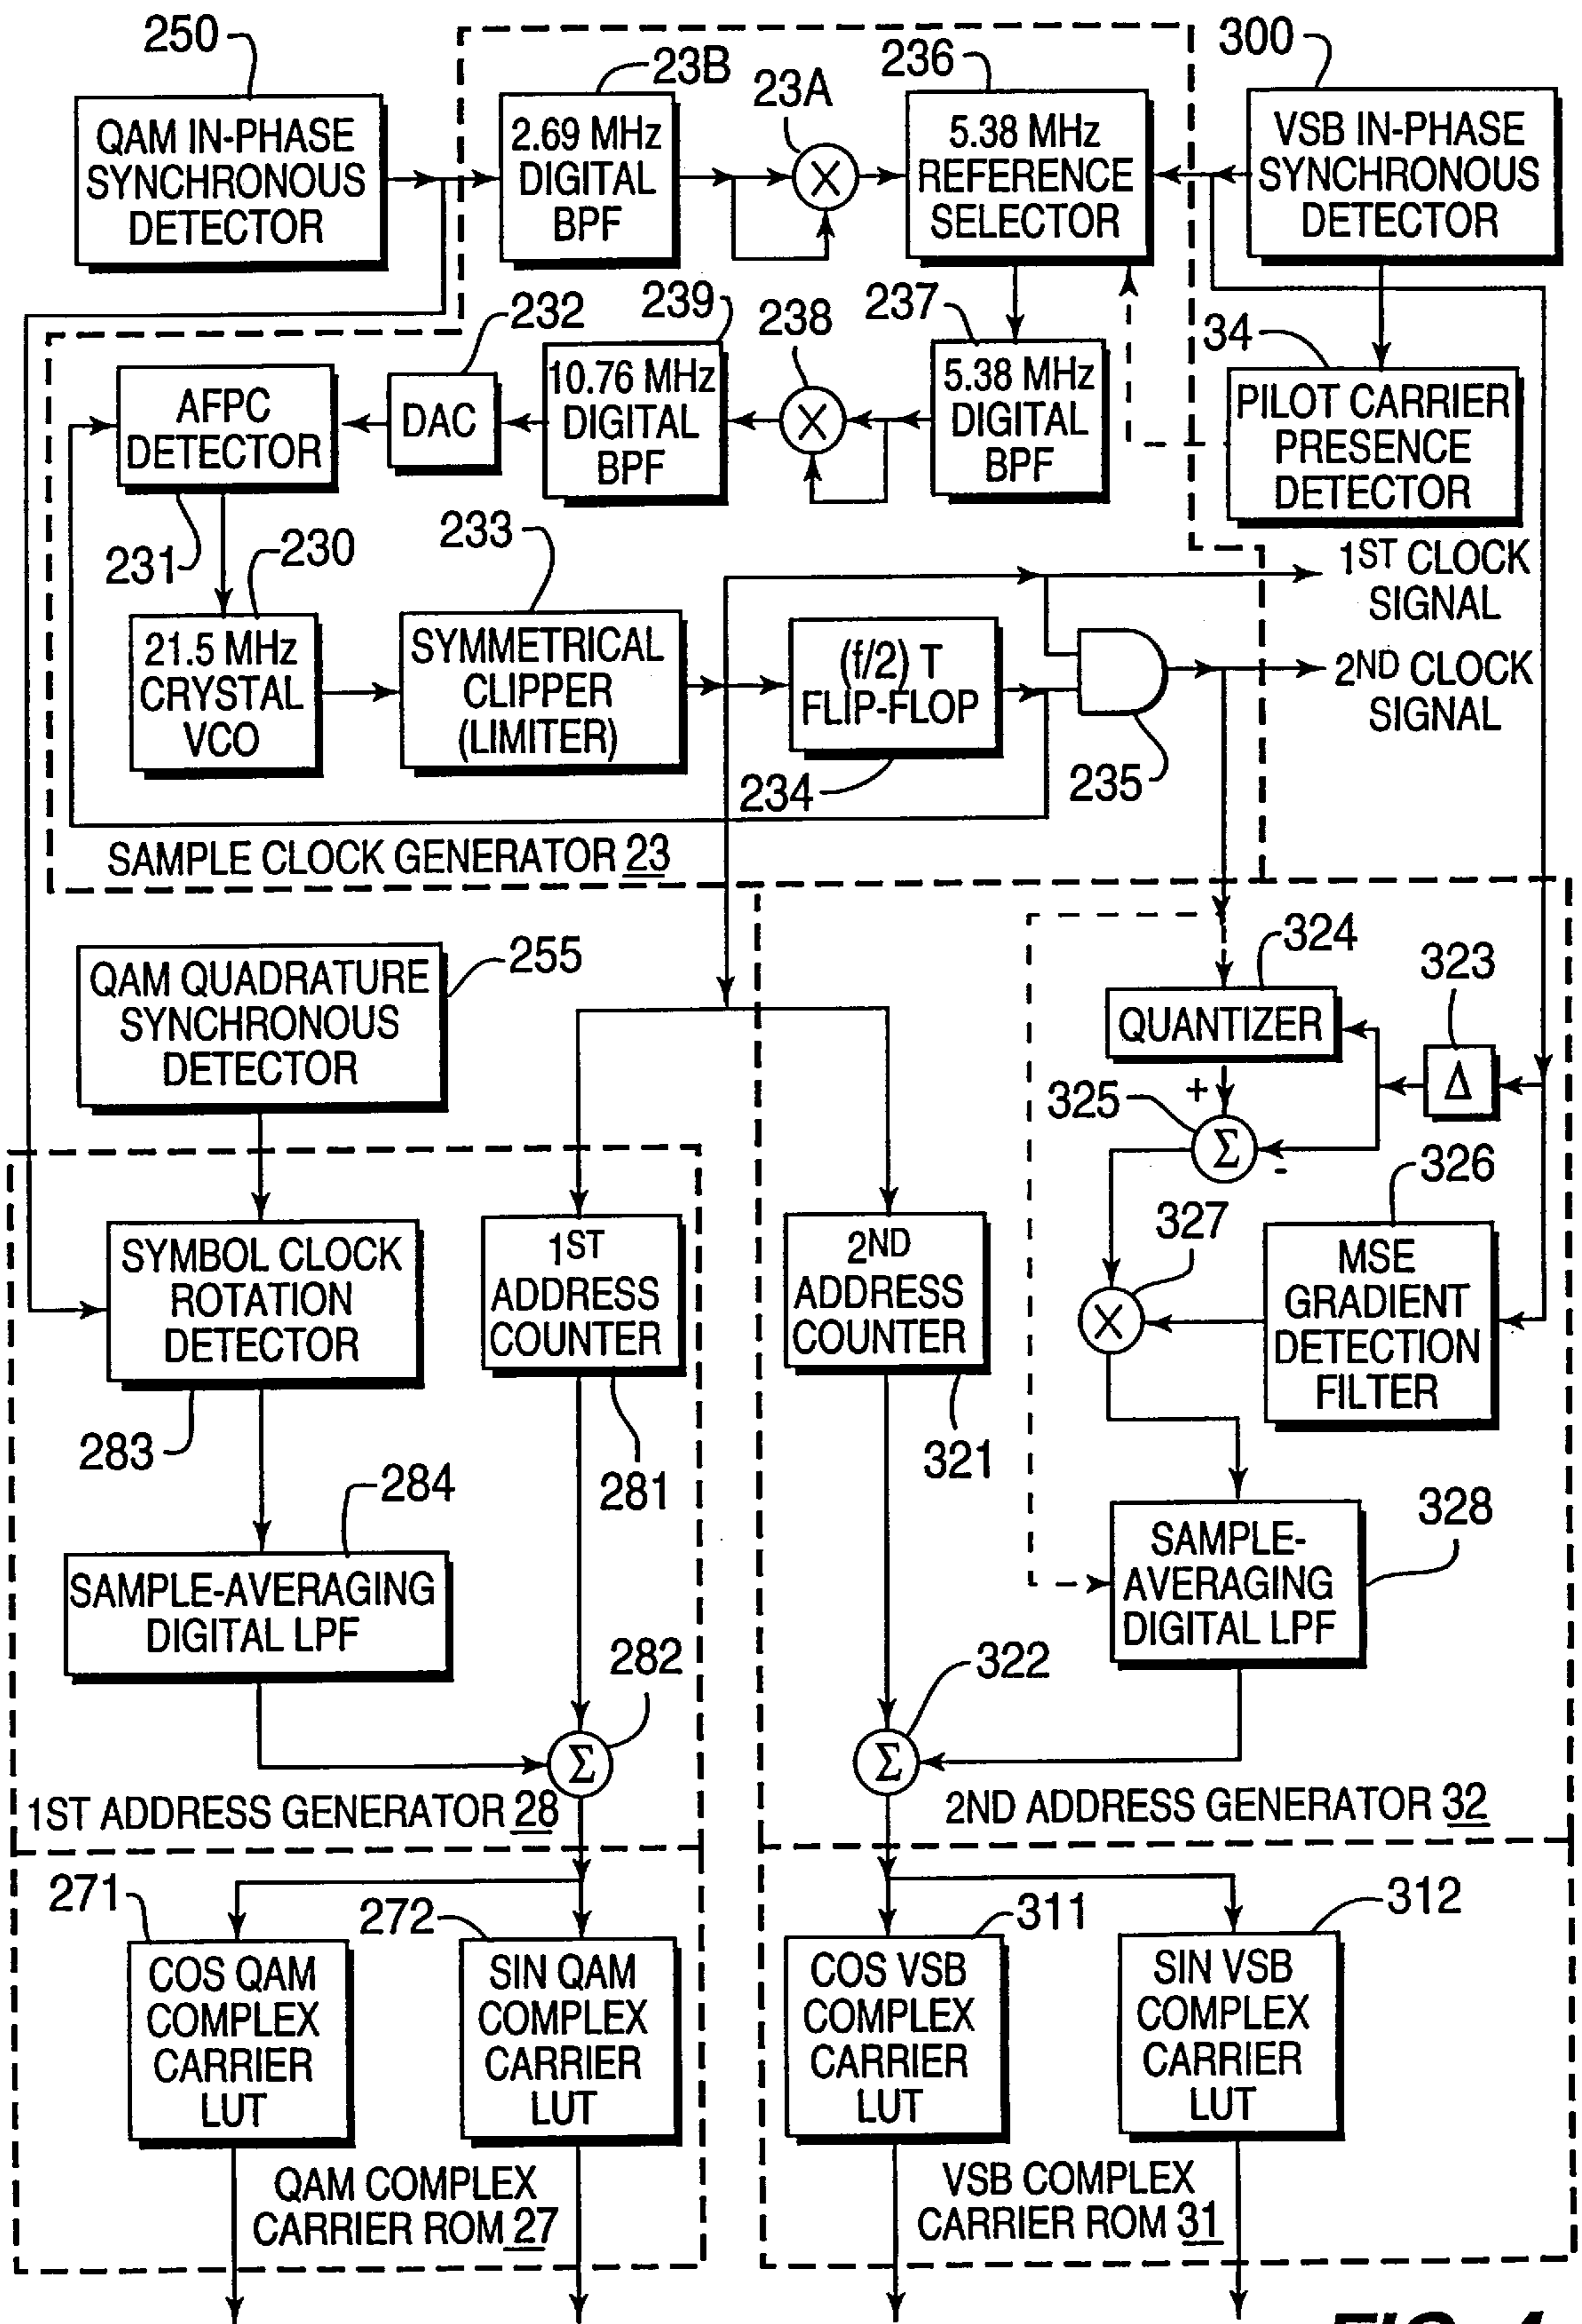 250
23B
23A
236
300
QAM IN-PHASE
SYNCHRONOUS
DETECTOR
2.69 MHz
DIGITAL
BPF
X
5.38 MHz
REFERENCE
SELECTOR
VSB IN-PHASE
SYNCHRONOUS
DETECTOR
232
239
238
237
34
AFPC
DETECTOR
DAC
10.76 MHz
DIGITAL
BPF
X
5.38 MHz
DIGITAL
BPF
PILOT CARRIER
PRESENCE
DETECTOR
231
230
233
1ST CLOCK
SIGNAL
21.5 MHz
CRYSTAL
VCO
SYMMETRICAL
CLIPPER
(LIMITER)
(f/2) T
FLIP-FLOP
2ND CLOCK
SIGNAL
234
235
SAMPLE CLOCK GENERATOR 23
255
324
323
QAM QUADRATURE
SYNCHRONOUS
DETECTOR
QUANTIZER
Δ
325
+
Σ
-
326
327
SYMBOL CLOCK
ROTATION
DETECTOR
1ST
ADDRESS
COUNTER
2ND
ADDRESS
COUNTER
X
MSE
GRADIENT
DETECTION
FILTER
283
281
321
284
328
SAMPLE-AVERAGING
DIGITAL LPF
SAMPLE-
AVERAGING
DIGITAL LPF
282
322
Σ
Σ
1ST ADDRESS GENERATOR 28
2ND ADDRESS GENERATOR 32
271
272
311
312
COS QAM
COMPLEX
CARRIER
LUT
SIN QAM
COMPLEX
CARRIER
LUT
COS VSB
COMPLEX
CARRIER
LUT
SIN VSB
COMPLEX
CARRIER
LUT
QAM COMPLEX
CARRIER ROM 27
VSB COMPLEX
CARRIER ROM 31